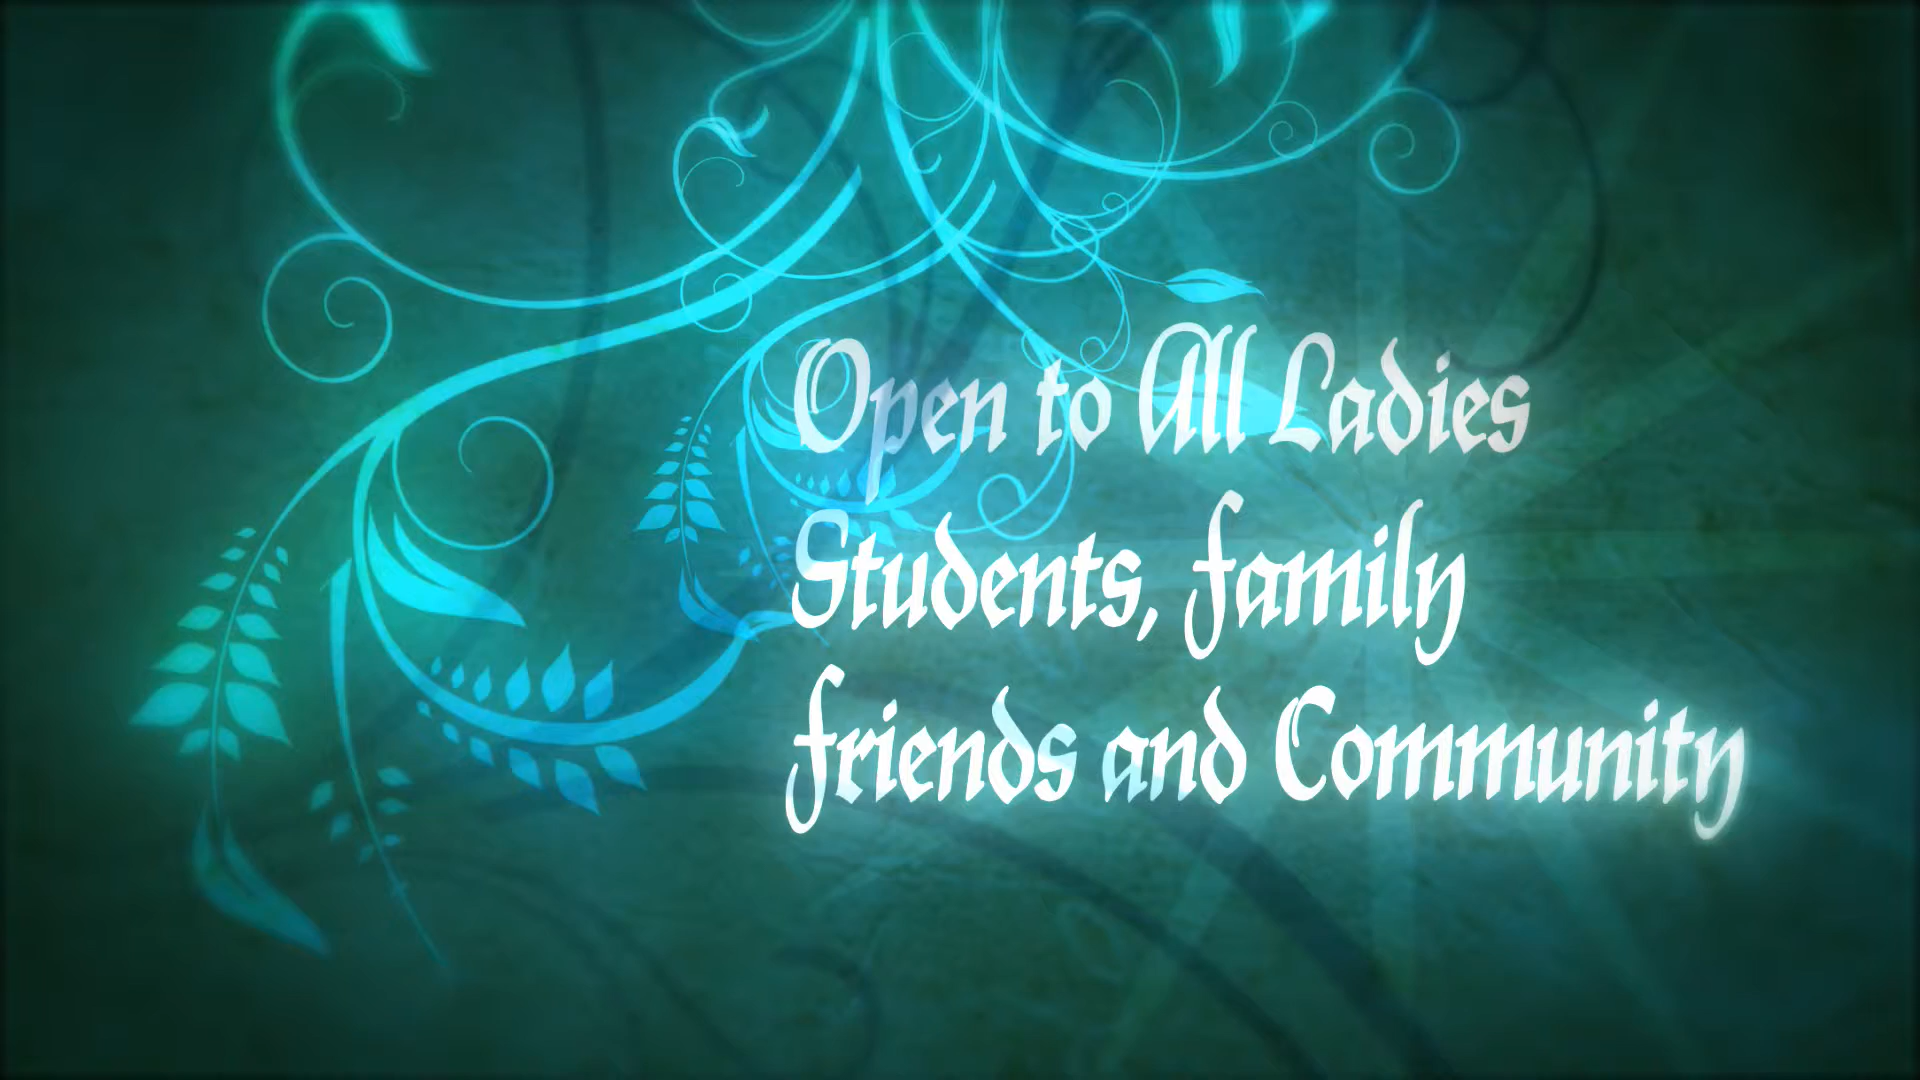 Open to All Ladies
Students, family
friends and Community